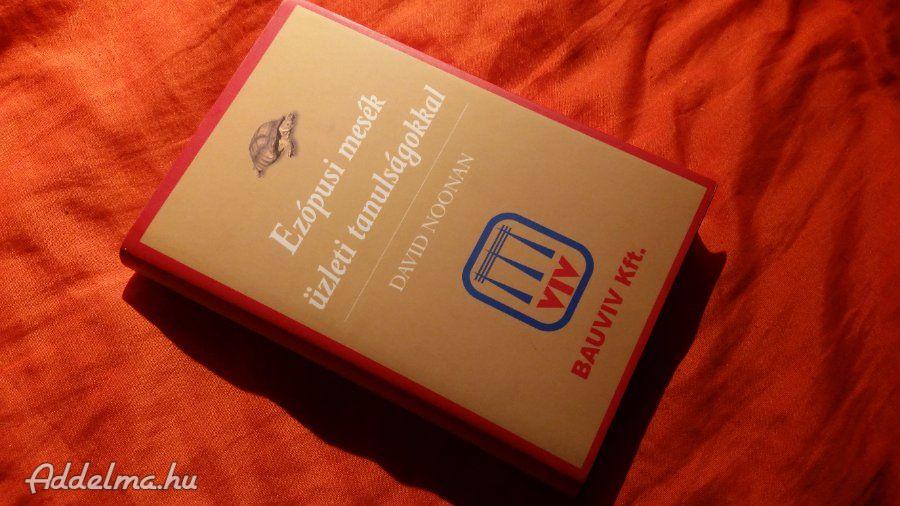 Ezópusi mesék
üzleti tanulságokkal
DAVID NOONAN
VIV
BAUVIV Kft.
Addelma.hu